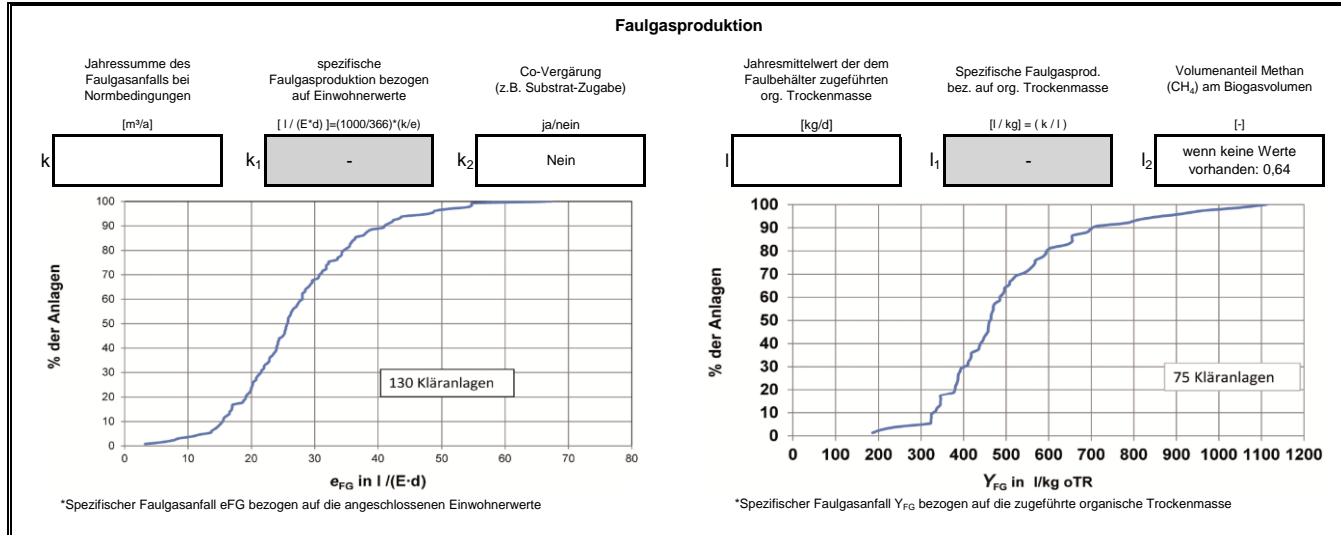 Faulgasproduktion
Jahressumme des
Faulgasanfalls bei
Normbedingungen
[m³/a]
k
spezifische
Faulgasproduktion bezogen
auf Einwohnerwerte
[ l / (E*d) ]=(1000/366)*(k/e)
k₁
-
Co-Vergärung
(z.B. Substrat-Zugabe)
ja/nein
k₂
Nein
Jahresmittelwert der dem
Faulbehälter zugeführten
org. Trockenmasse
[kg/d]
l
Spezifische Faulgasprod.
bez. auf org. Trockenmasse
[l / kg] = ( k / l )
l₁
-
Volumenanteil Methan
(CH₄) am Biogasvolumen
[-]
l₂
wenn keine Werte
vorhanden: 0,64
% der Anlagen
100
90
80
70
60
50
40
30
20
10
0
130 Kläranlagen
0 10 20 30 40 50 60 70 80
e_FG in l /(E·d)
*Spezifischer Faulgasanfall eFG bezogen auf die angeschlossenen Einwohnerwerte
% der Anlagen
100
90
80
70
60
50
40
30
20
10
0
75 Kläranlagen
0 100 200 300 400 500 600 700 800 900 1000 1100 1200
Y_FG in l/kg oTR
*Spezifischer Faulgasanfall Y_FG bezogen auf die zugeführte organische Trockenmasse